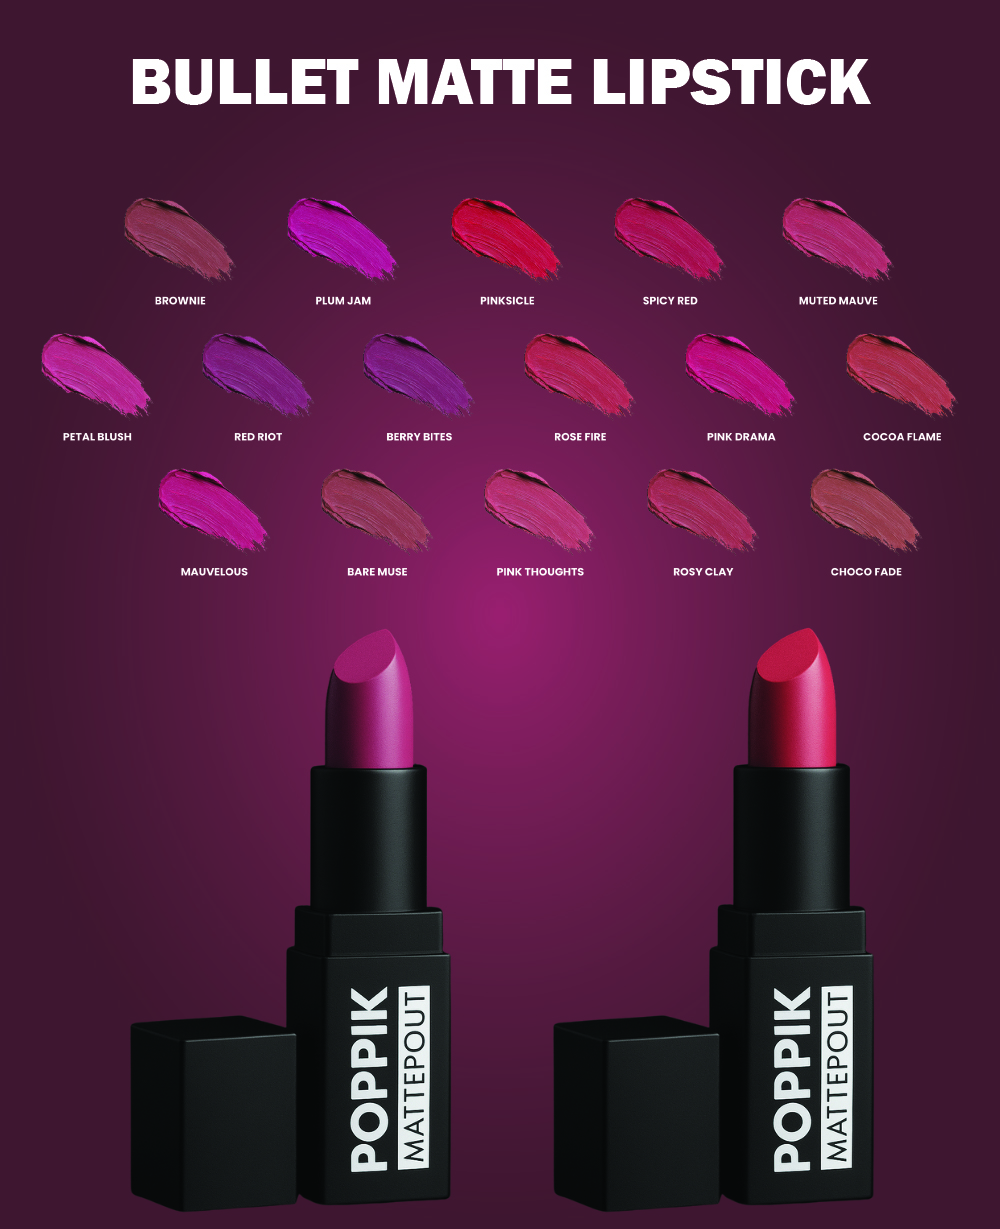 BULLET MATTE LIPSTICK
BROWNIE
PLUM JAM
PINKSICLE
SPICY RED
MUTED MAUVE
PETAL BLUSH
RED RIOT
BERRY BITES
ROSE FIRE
PINK DRAMA
COCOA FLAME
MAUVELOUS
BARE MUSE
PINK THOUGHTS
ROSY CLAY
CHOCO FADE
POPPIK
MATTEPOUT
POPPIK
MATTEPOUT